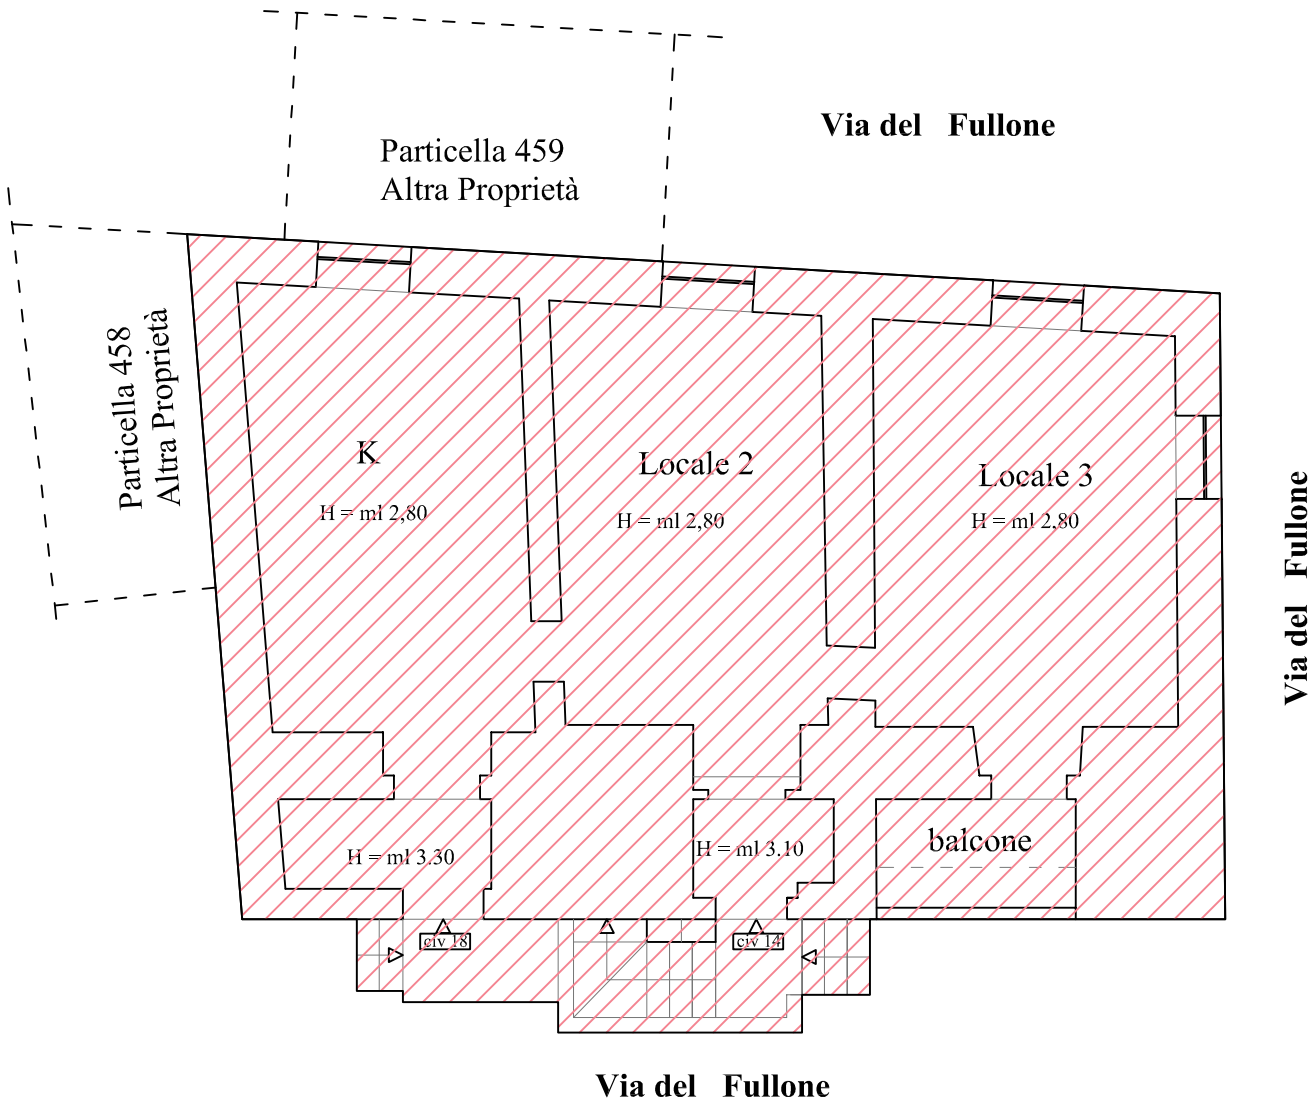 Via del Fullone
Particella 459
Altra Proprietà
Particella 458
Altra Proprietà
K
H = ml 2,80
Locale 2
H = ml 2,80
Locale 3
H = ml 2,80
Via del Fullone
H = ml 3.30
H = ml 3.10
balcone
civ 18
civ 14
Via del Fullone